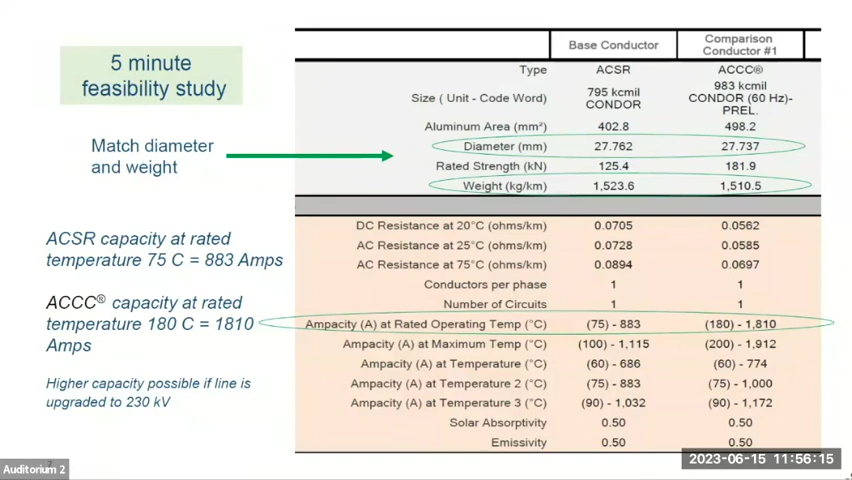 5 minute
feasibility study
Match diameter
and weight
ACSR capacity at rated
temperature 75 C = 883 Amps
ACCC® capacity at rated
temperature 180 C = 1810
Amps
Higher capacity possible if line is
upgraded to 230 kV
Base Conductor Comparison Conductor #1
Type ACSR ACCC®
Size ( Unit - Code Word) 795 kcmil CONDOR 983 kcmil CONDOR (60 Hz)- PREL.
Aluminum Area (mm²) 402.8 498.2
Diameter (mm) 27.762 27.737
Rated Strength (kN) 125.4 181.9
Weight (kg/km) 1,523.6 1,510.5
DC Resistance at 20°C (ohms/km) 0.0705 0.0562
AC Resistance at 25°C (ohms/km) 0.0728 0.0585
AC Resistance at 75°C (ohms/km) 0.0894 0.0697
Conductors per phase 1 1
Number of Circuits 1 1
Ampacity (A) at Rated Operating Temp (°C) (75) - 883 (180) - 1,810
Ampacity (A) at Maximum Temp (°C) (100) - 1,115 (200) - 1,912
Ampacity (A) at Temperature (°C) (60) - 686 (60) - 774
Ampacity (A) at Temperature 2 (°C) (75) - 883 (75) - 1,000
Ampacity (A) at Temperature 3 (°C) (90) - 1,032 (90) - 1,172
Solar Absorptivity 0.50 0.50
Emissivity 0.50 0.50
2023-06-15 11:56:15
Auditorium 2